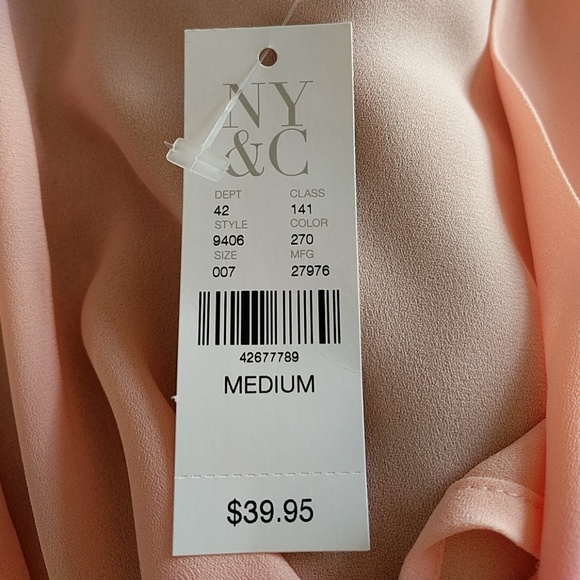 NY
&C
DEPT CLASS
42 141
STYLE COLOR
9406 270
SIZE MFG
007 27976
42677789
MEDIUM
$39.95